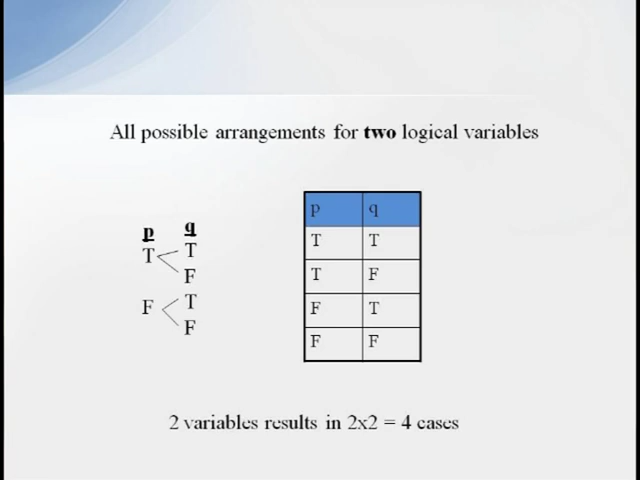 All possible arrangements for two logical variables
p q
T T
F
F T
F
p q
T T
T F
F T
F F
2 variables results in 2x2 = 4 cases